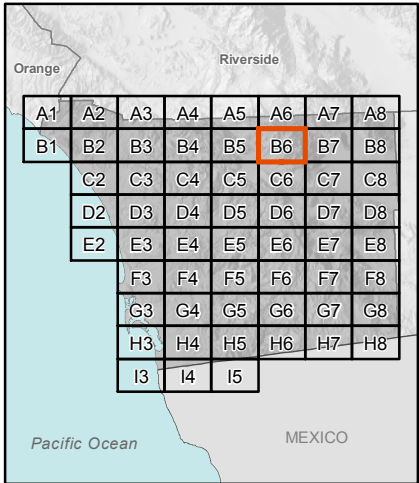 Riverside
Orange
A1 A2 A3 A4 A5 A6 A7 A8
B1 B2 B3 B4 B5 B6 B7 B8
C2 C3 C4 C5 C6 C7 C8
D2 D3 D4 D5 D6 D7 D8
E2 E3 E4 E5 E6 E7 E8
F3 F4 F5 F6 F7 F8
G3 G4 G5 G6 G7 G8
H3 H4 H5 H6 H7 H8
I3 I4 I5
Pacific Ocean
MEXICO